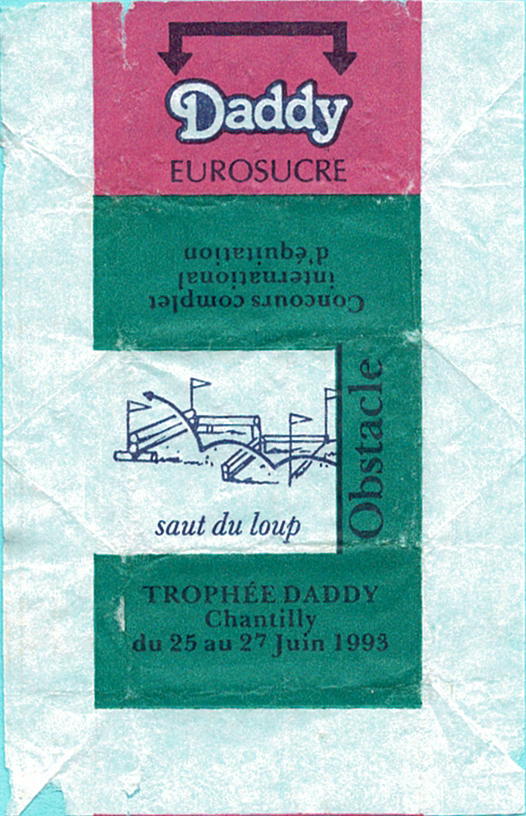 Daddy
EUROSUCRE
Concours complet
international
d'équitation
Obstacle
saut du loup
TROPHÉE DADDY
Chantilly
du 25 au 27 Juin 1993